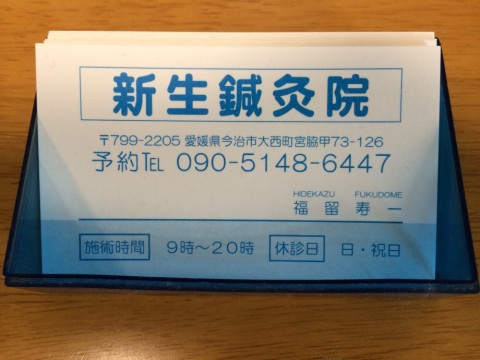 新生鍼灸院
〒799-2205 愛媛県今治市大西町宮脇甲73-126
予約TEL 090-5148-6447
HIDEKAZU FUKUDOME
福留寿一
施術時間 9時～20時 休診日 日・祝日